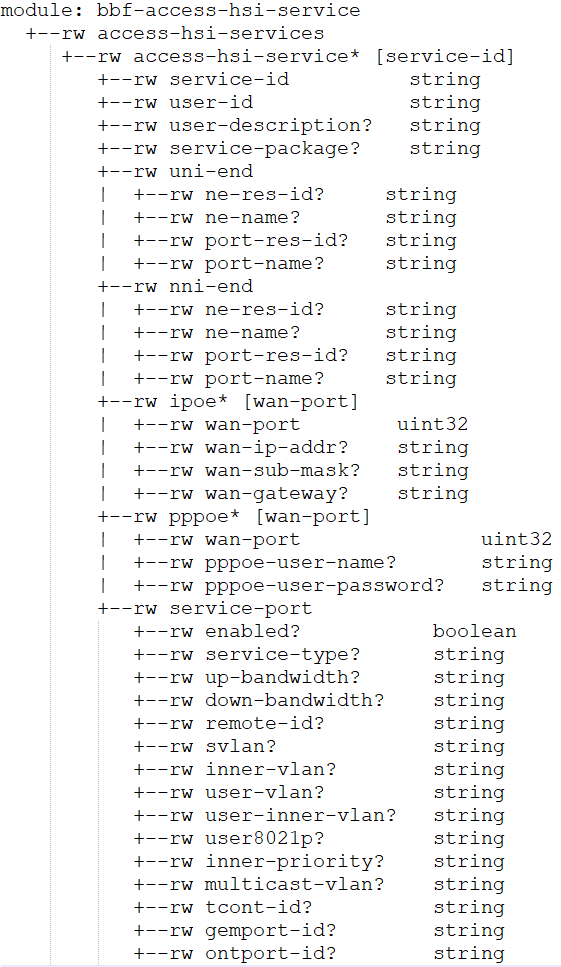 module: bbf-access-hsi-service
  +--rw access-hsi-services
     +--rw access-hsi-service* [service-id]
        +--rw service-id          string
        +--rw user-id             string
        +--rw user-description?   string
        +--rw service-package?    string
        +--rw uni-end
        |  +--rw ne-res-id?     string
        |  +--rw ne-name?       string
        |  +--rw port-res-id?   string
        |  +--rw port-name?     string
        +--rw nni-end
        |  +--rw ne-res-id?     string
        |  +--rw ne-name?       string
        |  +--rw port-res-id?   string
        |  +--rw port-name?     string
        +--rw ipoe* [wan-port]
        |  +--rw wan-port        uint32
        |  +--rw wan-ip-addr?    string
        |  +--rw wan-sub-mask?   string
        |  +--rw wan-gateway?    string
        +--rw pppoe* [wan-port]
        |  +--rw wan-port               uint32
        |  +--rw pppoe-user-name?       string
        |  +--rw pppoe-user-password?   string
        +--rw service-port
           +--rw enabled?           boolean
           +--rw service-type?      string
           +--rw up-bandwidth?      string
           +--rw down-bandwidth?    string
           +--rw remote-id?         string
           +--rw svlan?             string
           +--rw inner-vlan?        string
           +--rw user-vlan?         string
           +--rw user-inner-vlan?   string
           +--rw user8021p?         string
           +--rw inner-priority?    string
           +--rw multicast-vlan?    string
           +--rw tcont-id?          string
           +--rw gemport-id?        string
           +--rw ontport-id?        string